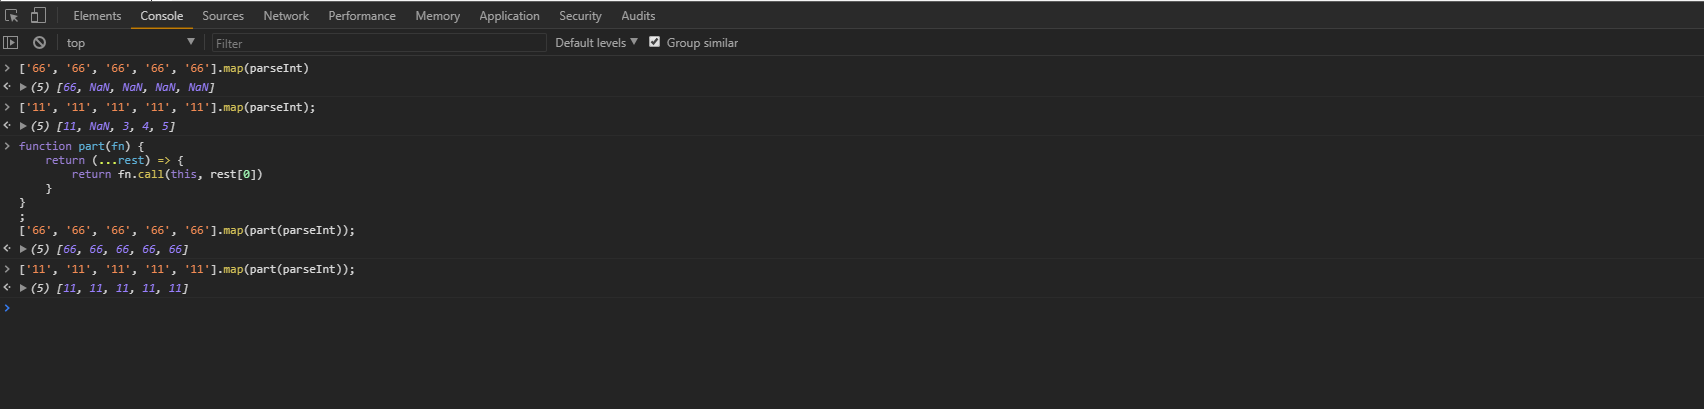 Elements Console Sources Network Performance Memory Application Security Audits
top Filter Default levels Group similar
['66', '66', '66', '66', '66'].map(parseInt)
(5) [66, NaN, NaN, NaN, NaN]
['11', '11', '11', '11', '11'].map(parseInt);
(5) [11, NaN, 3, 4, 5]
function part(fn) {
    return (...rest) => {
        return fn.call(this, rest[0])
    }
}
;
['66', '66', '66', '66', '66'].map(part(parseInt));
(5) [66, 66, 66, 66, 66]
['11', '11', '11', '11', '11'].map(part(parseInt));
(5) [11, 11, 11, 11, 11]